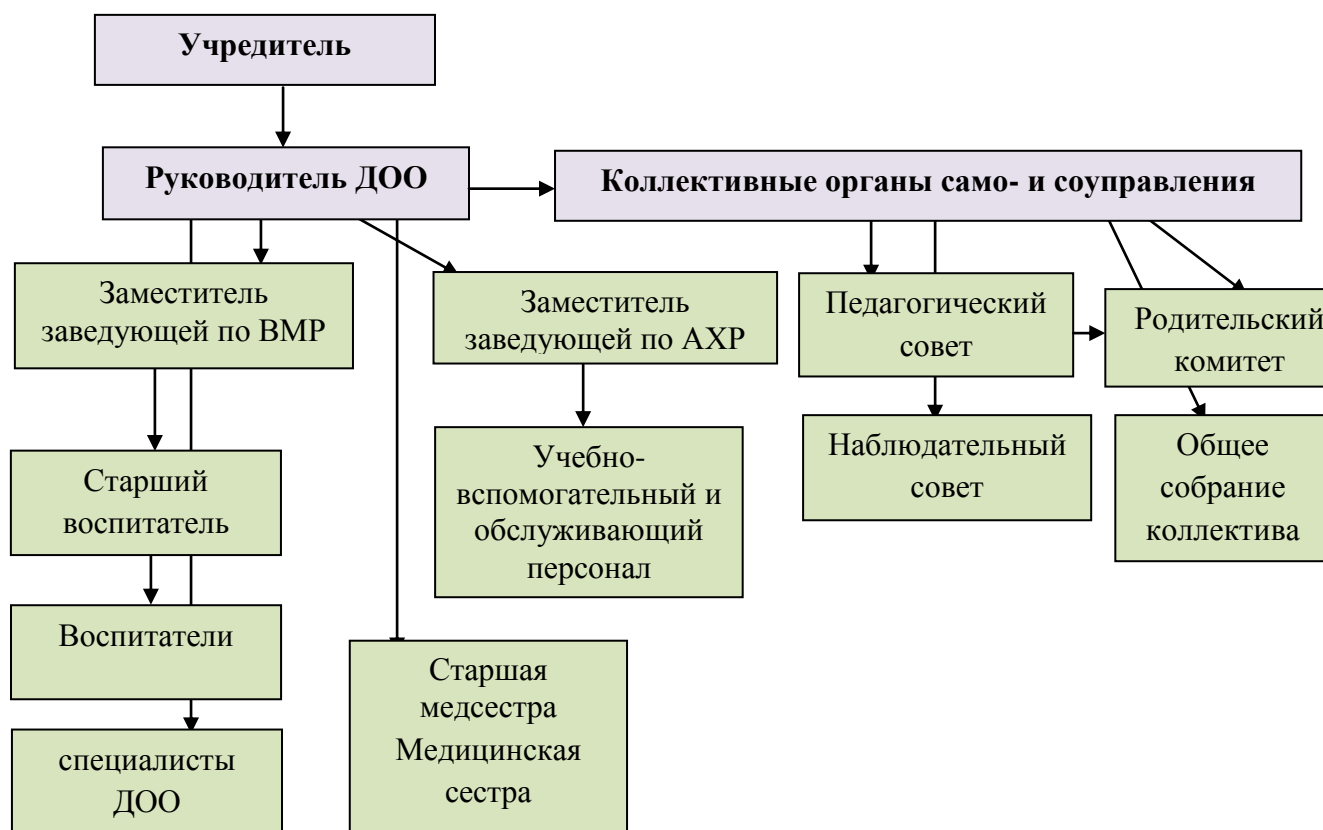 Учредитель
Руководитель ДОО
Коллективные органы само- и соуправления
Заместитель
заведующей по ВМР
Заместитель
заведующей по АХР
Педагогический
совет
Родительский
комитет
Старший
воспитатель
Учебно-
вспомогательный и
обслуживающий
персонал
Наблюдательный
совет
Общее
собрание
коллектива
Воспитатели
Старшая
медсестра
Медицинская
сестра
специалисты
ДОО